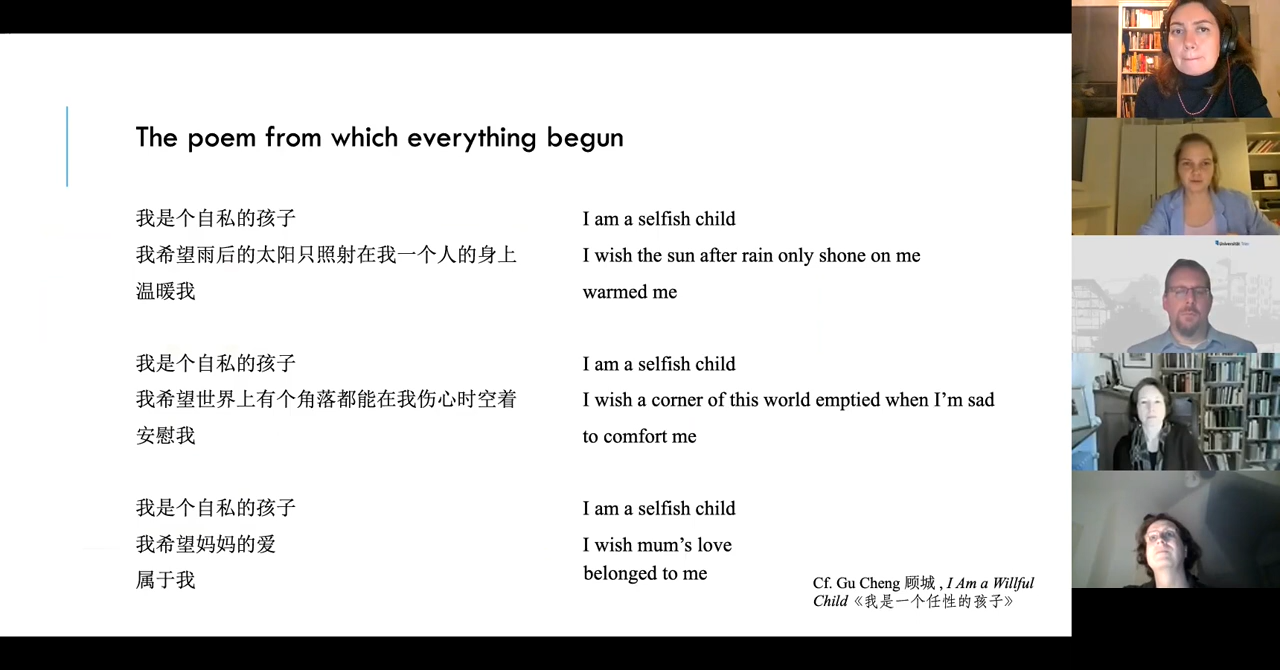 The poem from which everything begun
我是个自私的孩子
我希望雨后的太阳只照射在我一个人的身上
温暖我
我是个自私的孩子
我希望世界上有个角落都能在我伤心时空着
安慰我
我是个自私的孩子
我希望妈妈的爱
属于我
I am a selfish child
I wish the sun after rain only shone on me
warmed me
I am a selfish child
I wish a corner of this world emptied when I’m sad
to comfort me
I am a selfish child
I wish mum’s love
belonged to me
Cf. Gu Cheng 顾城 , I Am a Willful
Child《我是一个任性的孩子》
Universität